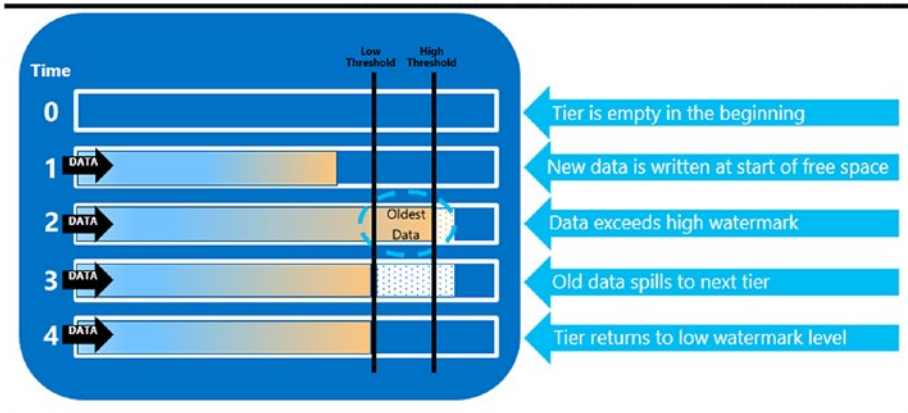 Low
Threshold
High
Threshold
Time
0
Tier is empty in the beginning
1
DATA
New data is written at start of free space
2
DATA
Oldest
Data
Data exceeds high watermark
3
DATA
Old data spills to next tier
4
DATA
Tier returns to low watermark level